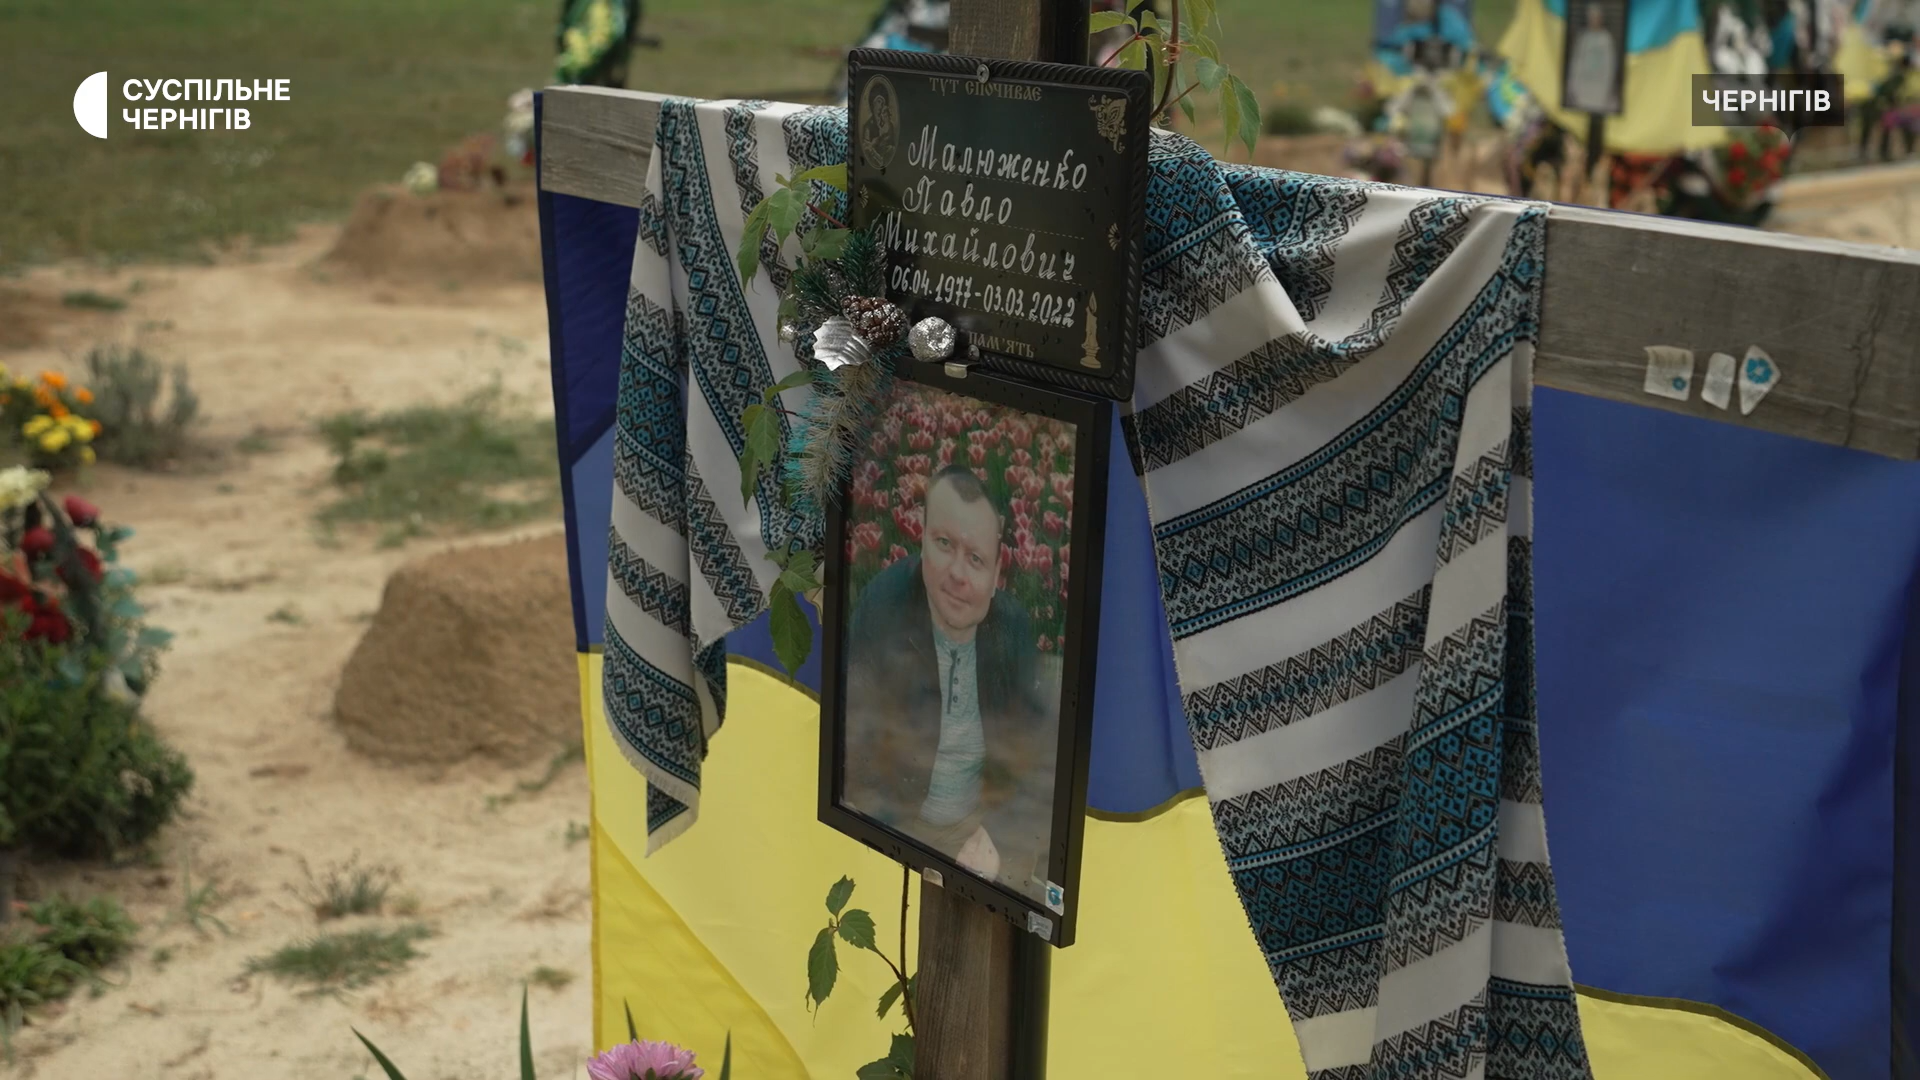 СУСПІЛЬНЕ
ЧЕРНІГІВ
ЧЕРНІГІВ
ТУТ СПОЧИВАЄ
Малюженко
Павло
Михайлович
06.04.1977-03.03.2022
ПАМ'ЯТЬ